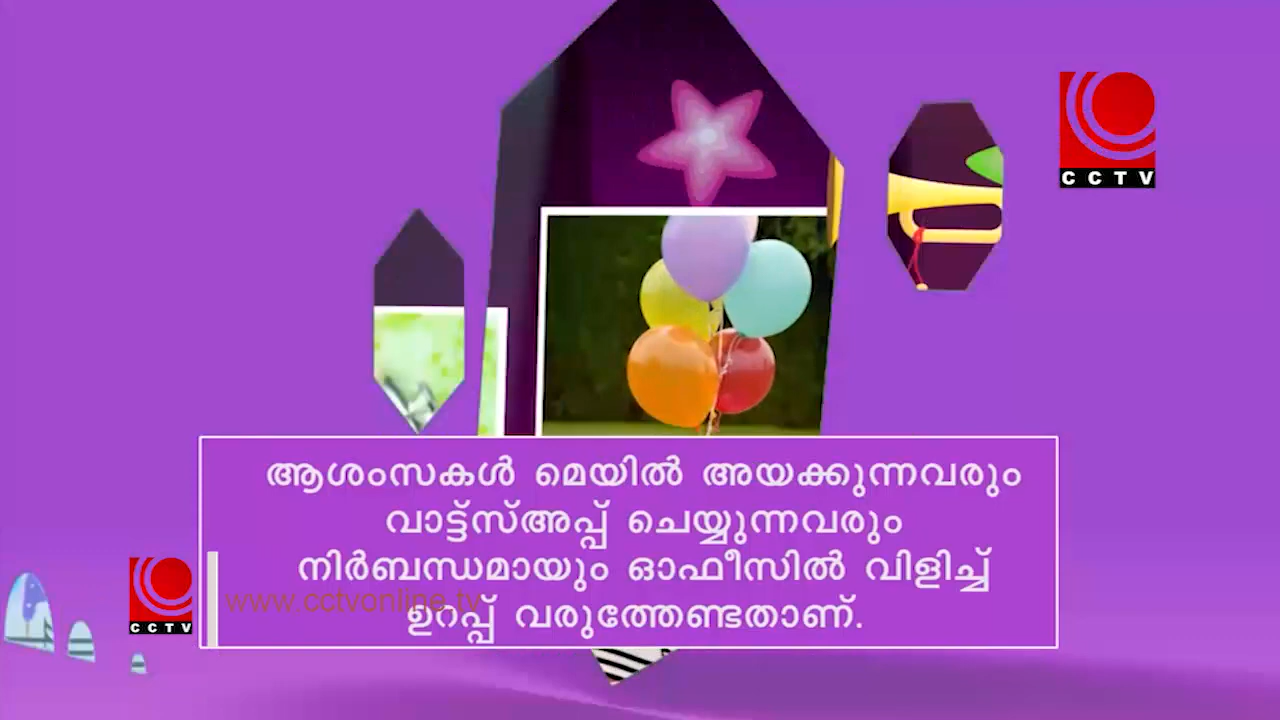 CCTV
ആശംസകൾ മെയിൽ അയക്കുന്നവരും
വാട്ട്സ്അപ്പ് ചെയ്യുന്നവരും
നിർബന്ധമായും ഓഫീസിൽ വിളിച്ച്
ഉറപ്പ് വരുത്തേണ്ടതാണ്.
CCTV
www.cctvonline.tv